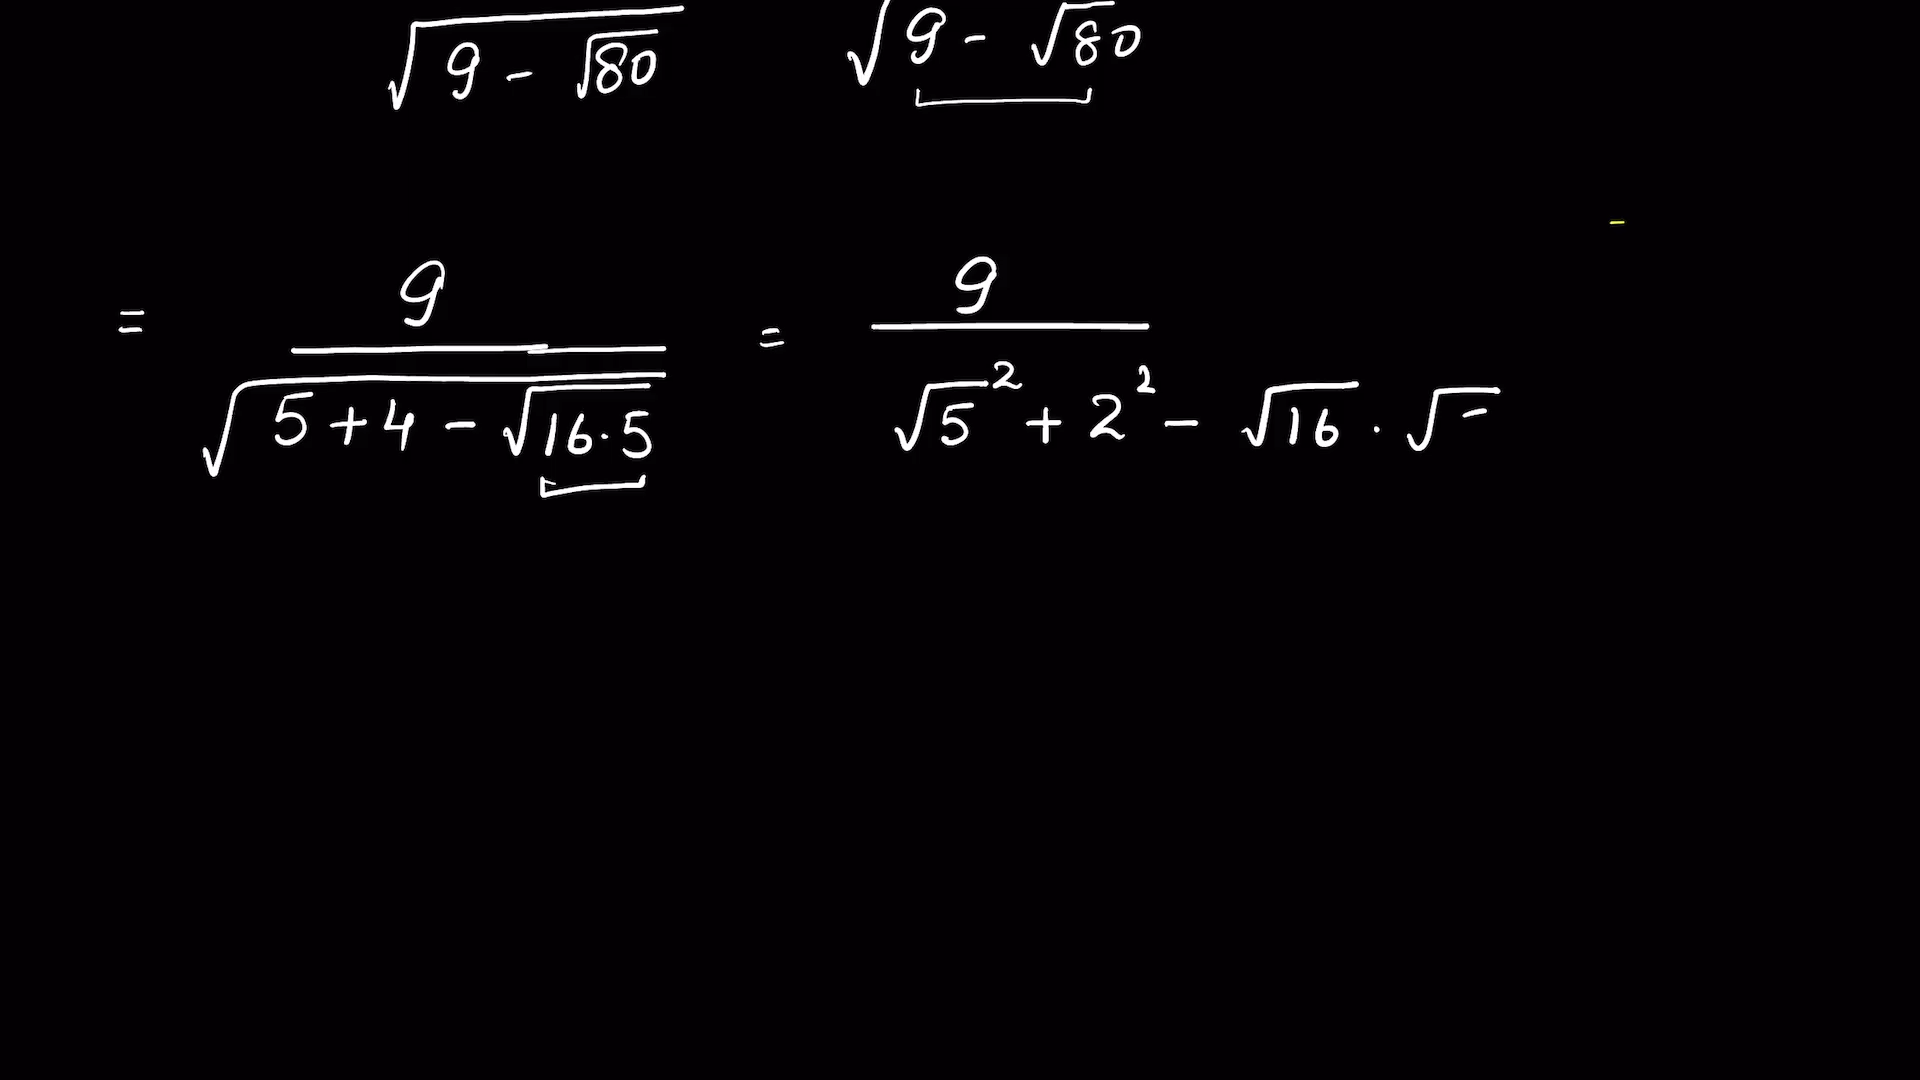 √(9 - √80) √9 - √80
= 9/√(5 + 4 - √(16·5)) = 9/(√5² + 2² - √16 · √‾)